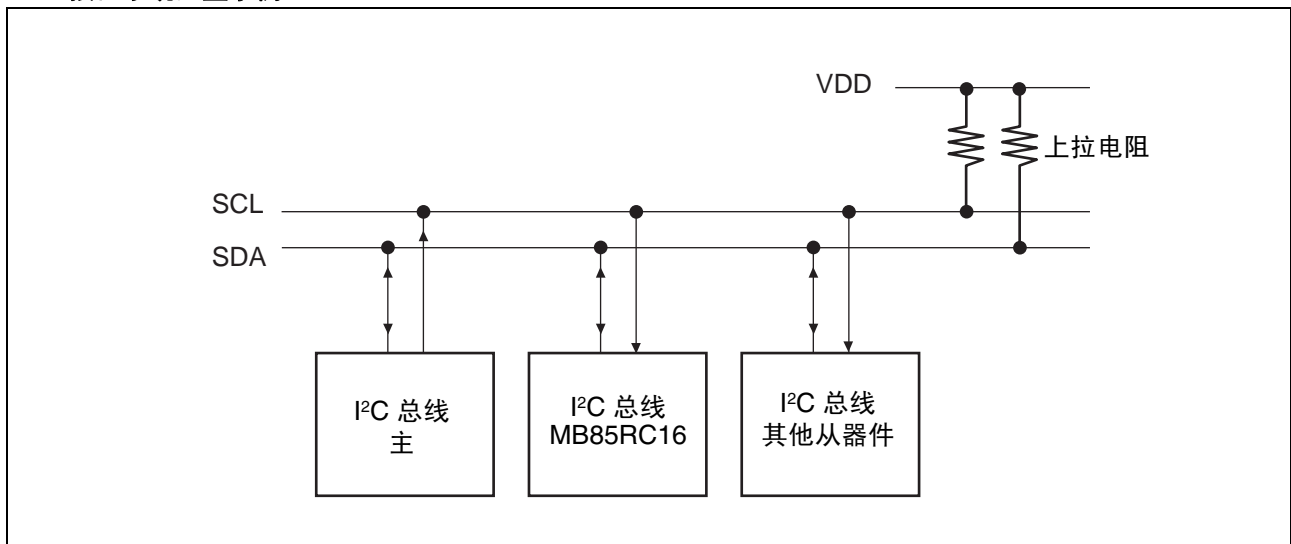 VDD
上拉电阻
SCL
SDA
I²C 总线
主
I²C 总线
MB85RC16
I²C 总线
其他从器件